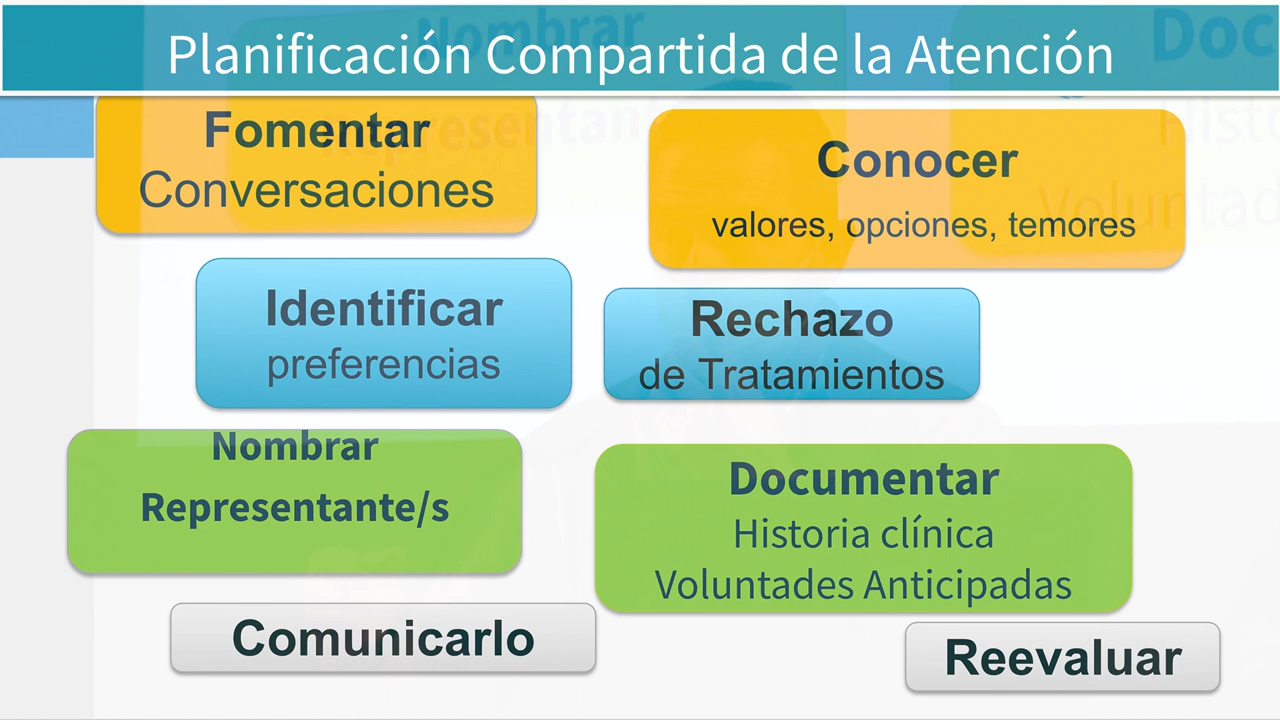 Planificación Compartida de la Atención
Fomentar
Conversaciones
Conocer
valores, opciones, temores
Identificar
preferencias
Rechazo
de Tratamientos
Nombrar
Representante/s
Documentar
Historia clínica
Voluntades Anticipadas
Comunicarlo
Reevaluar